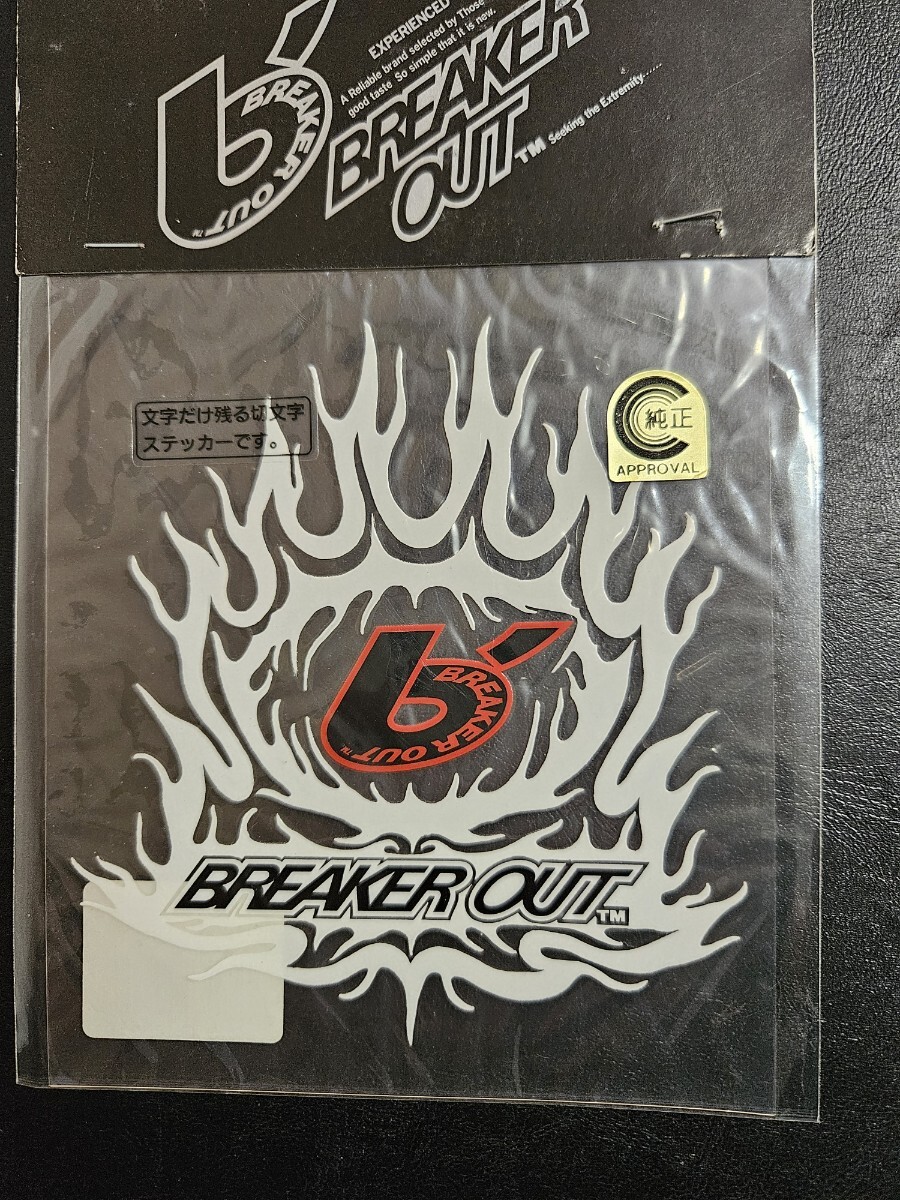 EXPERIENCED
A Reliable brand selected by Those
good taste So simple that it is new.
b'
BREAKER OUT
TM
BREAKER
OUT™
Seeking the Extremity......
文字だけ残る切文字
ステッカーです。
C
純正
APPROVAL
b'
BREAKER OUT
TM
BREAKER OUT™